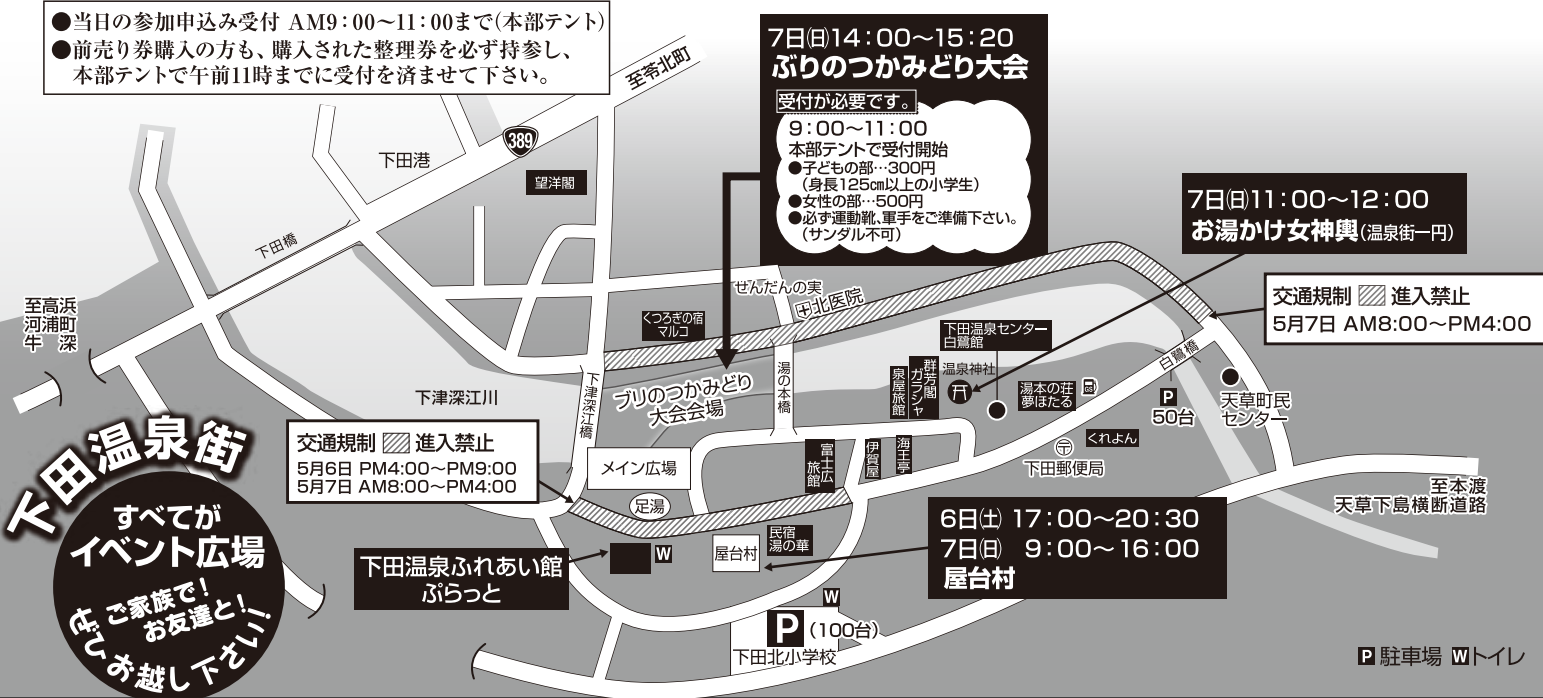 ●当日の参加申込み受付 AM9：00〜11：00まで(本部テント)
●前売り券購入の方も、購入された整理券を必ず持参し、
本部テントで午前11時までに受付を済ませて下さい。
至苓北町
389
下田港
望洋閣
下田橋
至高浜
河浦町
牛深
7日㈰14：00〜15：20
ぶりのつかみどり大会
受付が必要です。
9：00〜11：00
本部テントで受付開始
●子どもの部…300円
(身長125㎝以上の小学生)
●女性の部…500円
●必ず運動靴、軍手をご準備下さい。
(サンダル不可)
7日㈰11：00〜12：00
お湯かけ女神輿(温泉街一円)
交通規制 進入禁止
5月7日 AM8:00〜PM4:00
せんだんの実
北医院
くつろぎの宿
マルコ
下田温泉センター
白鷺館
温泉神社
群芳閣
ガラシャ
泉屋旅館
湯本の荘
夢ほたる
GS
白鷺橋
P
50台
天草町民
センター
くれよん
下田郵便局
下津深江川
下津深江橋
ブリのつかみどり
大会会場
湯の本橋
交通規制 進入禁止
5月6日 PM4:00〜PM9:00
5月7日 AM8:00〜PM4:00
メイン広場
足湯
富士広
旅館
伊賀屋
海王亭
至本渡
天草下島横断道路
下田温泉街
すべてが
イベント広場
ご家族で!
お友達と!
ぜひお越し下さい!
下田温泉ふれあい館
ぷらっと
W
屋台村
民宿
湯の華
6日㈯ 17：00〜20：30
7日㈰ 9：00〜16：00
屋台村
W
P(100台)
下田北小学校
P 駐車場 W トイレ